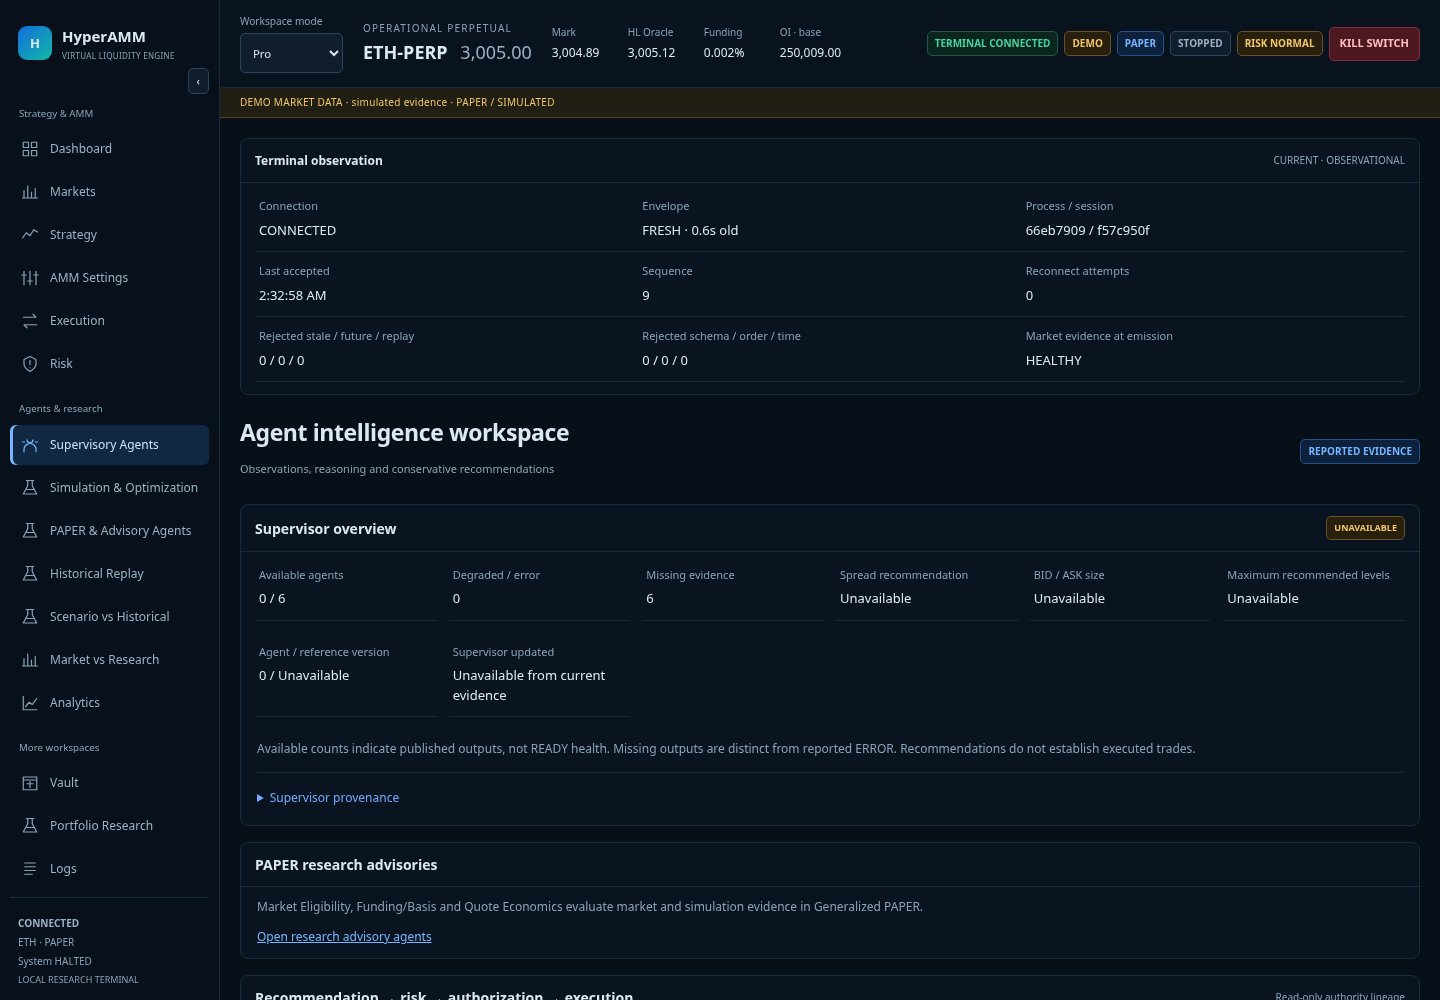 H
HyperAMM
VIRTUAL LIQUIDITY ENGINE
‹
Strategy & AMM
Dashboard
Markets
Strategy
AMM Settings
Execution
Risk
Agents & research
Supervisory Agents
Simulation & Optimization
PAPER & Advisory Agents
Historical Replay
Scenario vs Historical
Market vs Research
Analytics
More workspaces
Vault
Portfolio Research
Logs
CONNECTED
ETH · PAPER
System HALTED
LOCAL RESEARCH TERMINAL
Workspace mode
Pro
OPERATIONAL PERPETUAL
ETH-PERP 3,005.00
Mark
3,004.89
HL Oracle
3,005.12
Funding
0.002%
OI · base
250,009.00
TERMINAL CONNECTED
DEMO
PAPER
STOPPED
RISK NORMAL
KILL SWITCH
DEMO MARKET DATA · simulated evidence · PAPER / SIMULATED
Terminal observation
CURRENT · OBSERVATIONAL
Connection
CONNECTED
Envelope
FRESH · 0.6s old
Process / session
66eb7909 / f57c950f
Last accepted
2:32:58 AM
Sequence
9
Reconnect attempts
0
Rejected stale / future / replay
0 / 0 / 0
Rejected schema / order / time
0 / 0 / 0
Market evidence at emission
HEALTHY
Agent intelligence workspace
Observations, reasoning and conservative recommendations
REPORTED EVIDENCE
Supervisor overview
UNAVAILABLE
Available agents
0 / 6
Degraded / error
0
Missing evidence
6
Spread recommendation
Unavailable
BID / ASK size
Unavailable
Maximum recommended levels
Unavailable
Agent / reference version
0 / Unavailable
Supervisor updated
Unavailable from current
evidence
Available counts indicate published outputs, not READY health. Missing outputs are distinct from reported ERROR. Recommendations do not establish executed trades.
Supervisor provenance
PAPER research advisories
Market Eligibility, Funding/Basis and Quote Economics evaluate market and simulation evidence in Generalized PAPER.
Open research advisory agents
Recommendation → risk → authorization → execution
Read-only authority lineage